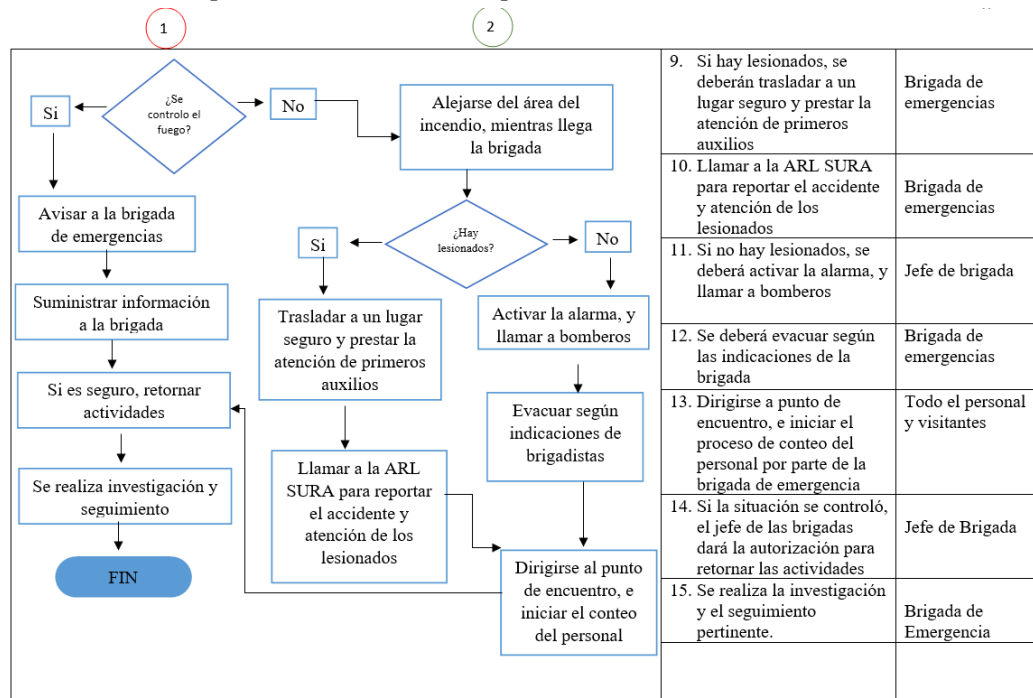 1
2
¿Se
controlo el
fuego?
Si
No
Alejarse del área del
incendio, mientras llega
la brigada
Avisar a la brigada
de emergencias
¿Hay
lesionados?
Si
No
Suministrar información
a la brigada
Trasladar a un lugar
seguro y prestar la
atención de primeros
auxilios
Activar la alarma, y
llamar a bomberos
Si es seguro, retornar
actividades
Evacuar según
indicaciones de
brigadistas
Se realiza investigación y
seguimiento
Llamar a la ARL
SURA para reportar
el accidente y
atención de los
lesionados
FIN
Dirigirse al punto
de encuentro, e
iniciar el conteo
del personal
9. Si hay lesionados, se
deberán trasladar a un
lugar seguro y prestar la
atención de primeros
auxilios
Brigada de
emergencias
10. Llamar a la ARL SURA
para reportar el accidente
y atención de los
lesionados
Brigada de
emergencias
11. Si no hay lesionados, se
deberá activar la alarma, y
llamar a bomberos
Jefe de brigada
12. Se deberá evacuar según
las indicaciones de la
brigada
Brigada de
emergencias
13. Dirigirse a punto de
encuentro, e iniciar el
proceso de conteo del
personal por parte de la
brigada de emergencia
Todo el personal
y visitantes
14. Si la situación se controló,
el jefe de las brigadas
dará la autorización para
retornar las actividades
Jefe de Brigada
15. Se realiza la investigación
y el seguimiento
pertinente.
Brigada de
Emergencia